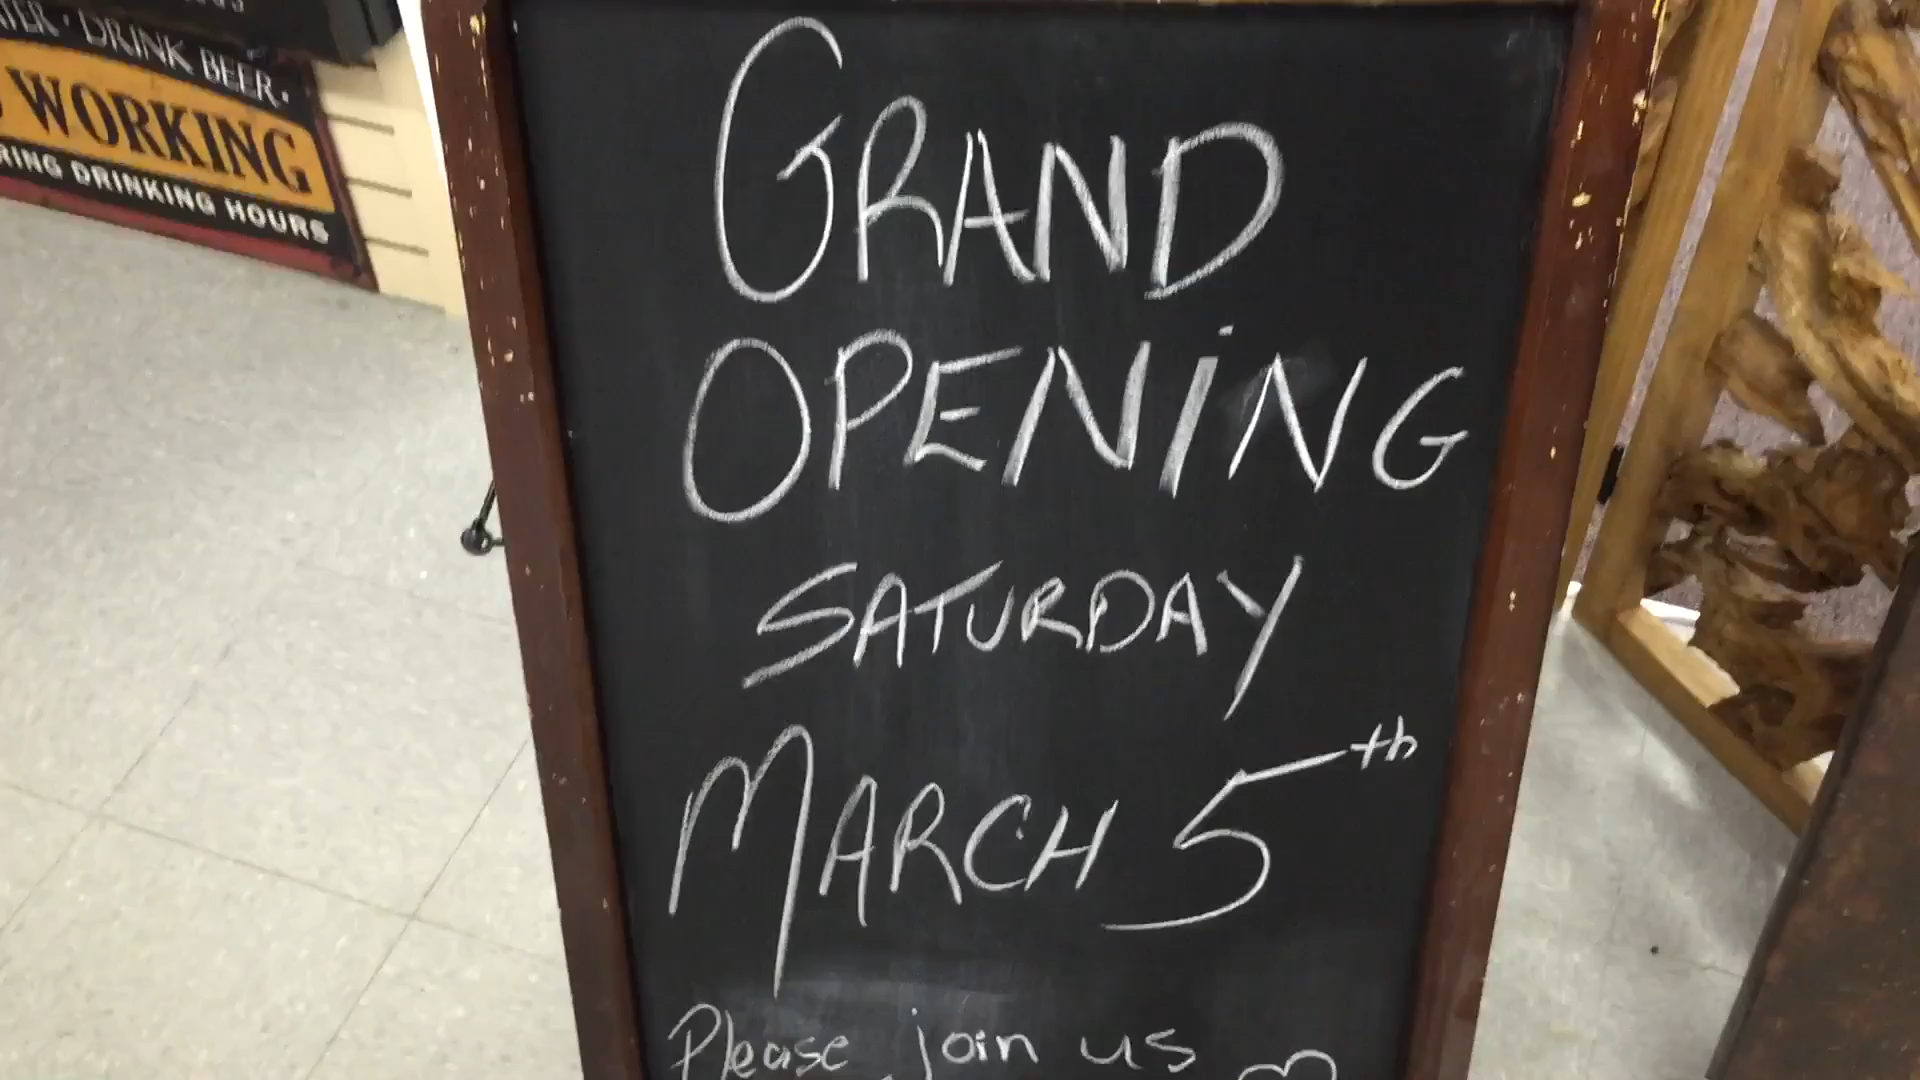 DRINK BEER.
WORKING
DRINKING HOURS
GRAND
OPENiNG
SATURDAY
MARCH 5th
Please join us